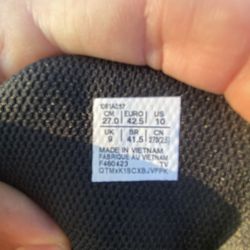 CM EURO US
27.0 42.5 10
UK BR CN
9 41.5
MADE IN VIETNAM
FABRIQUE AU VIETNAM
F460423 TV